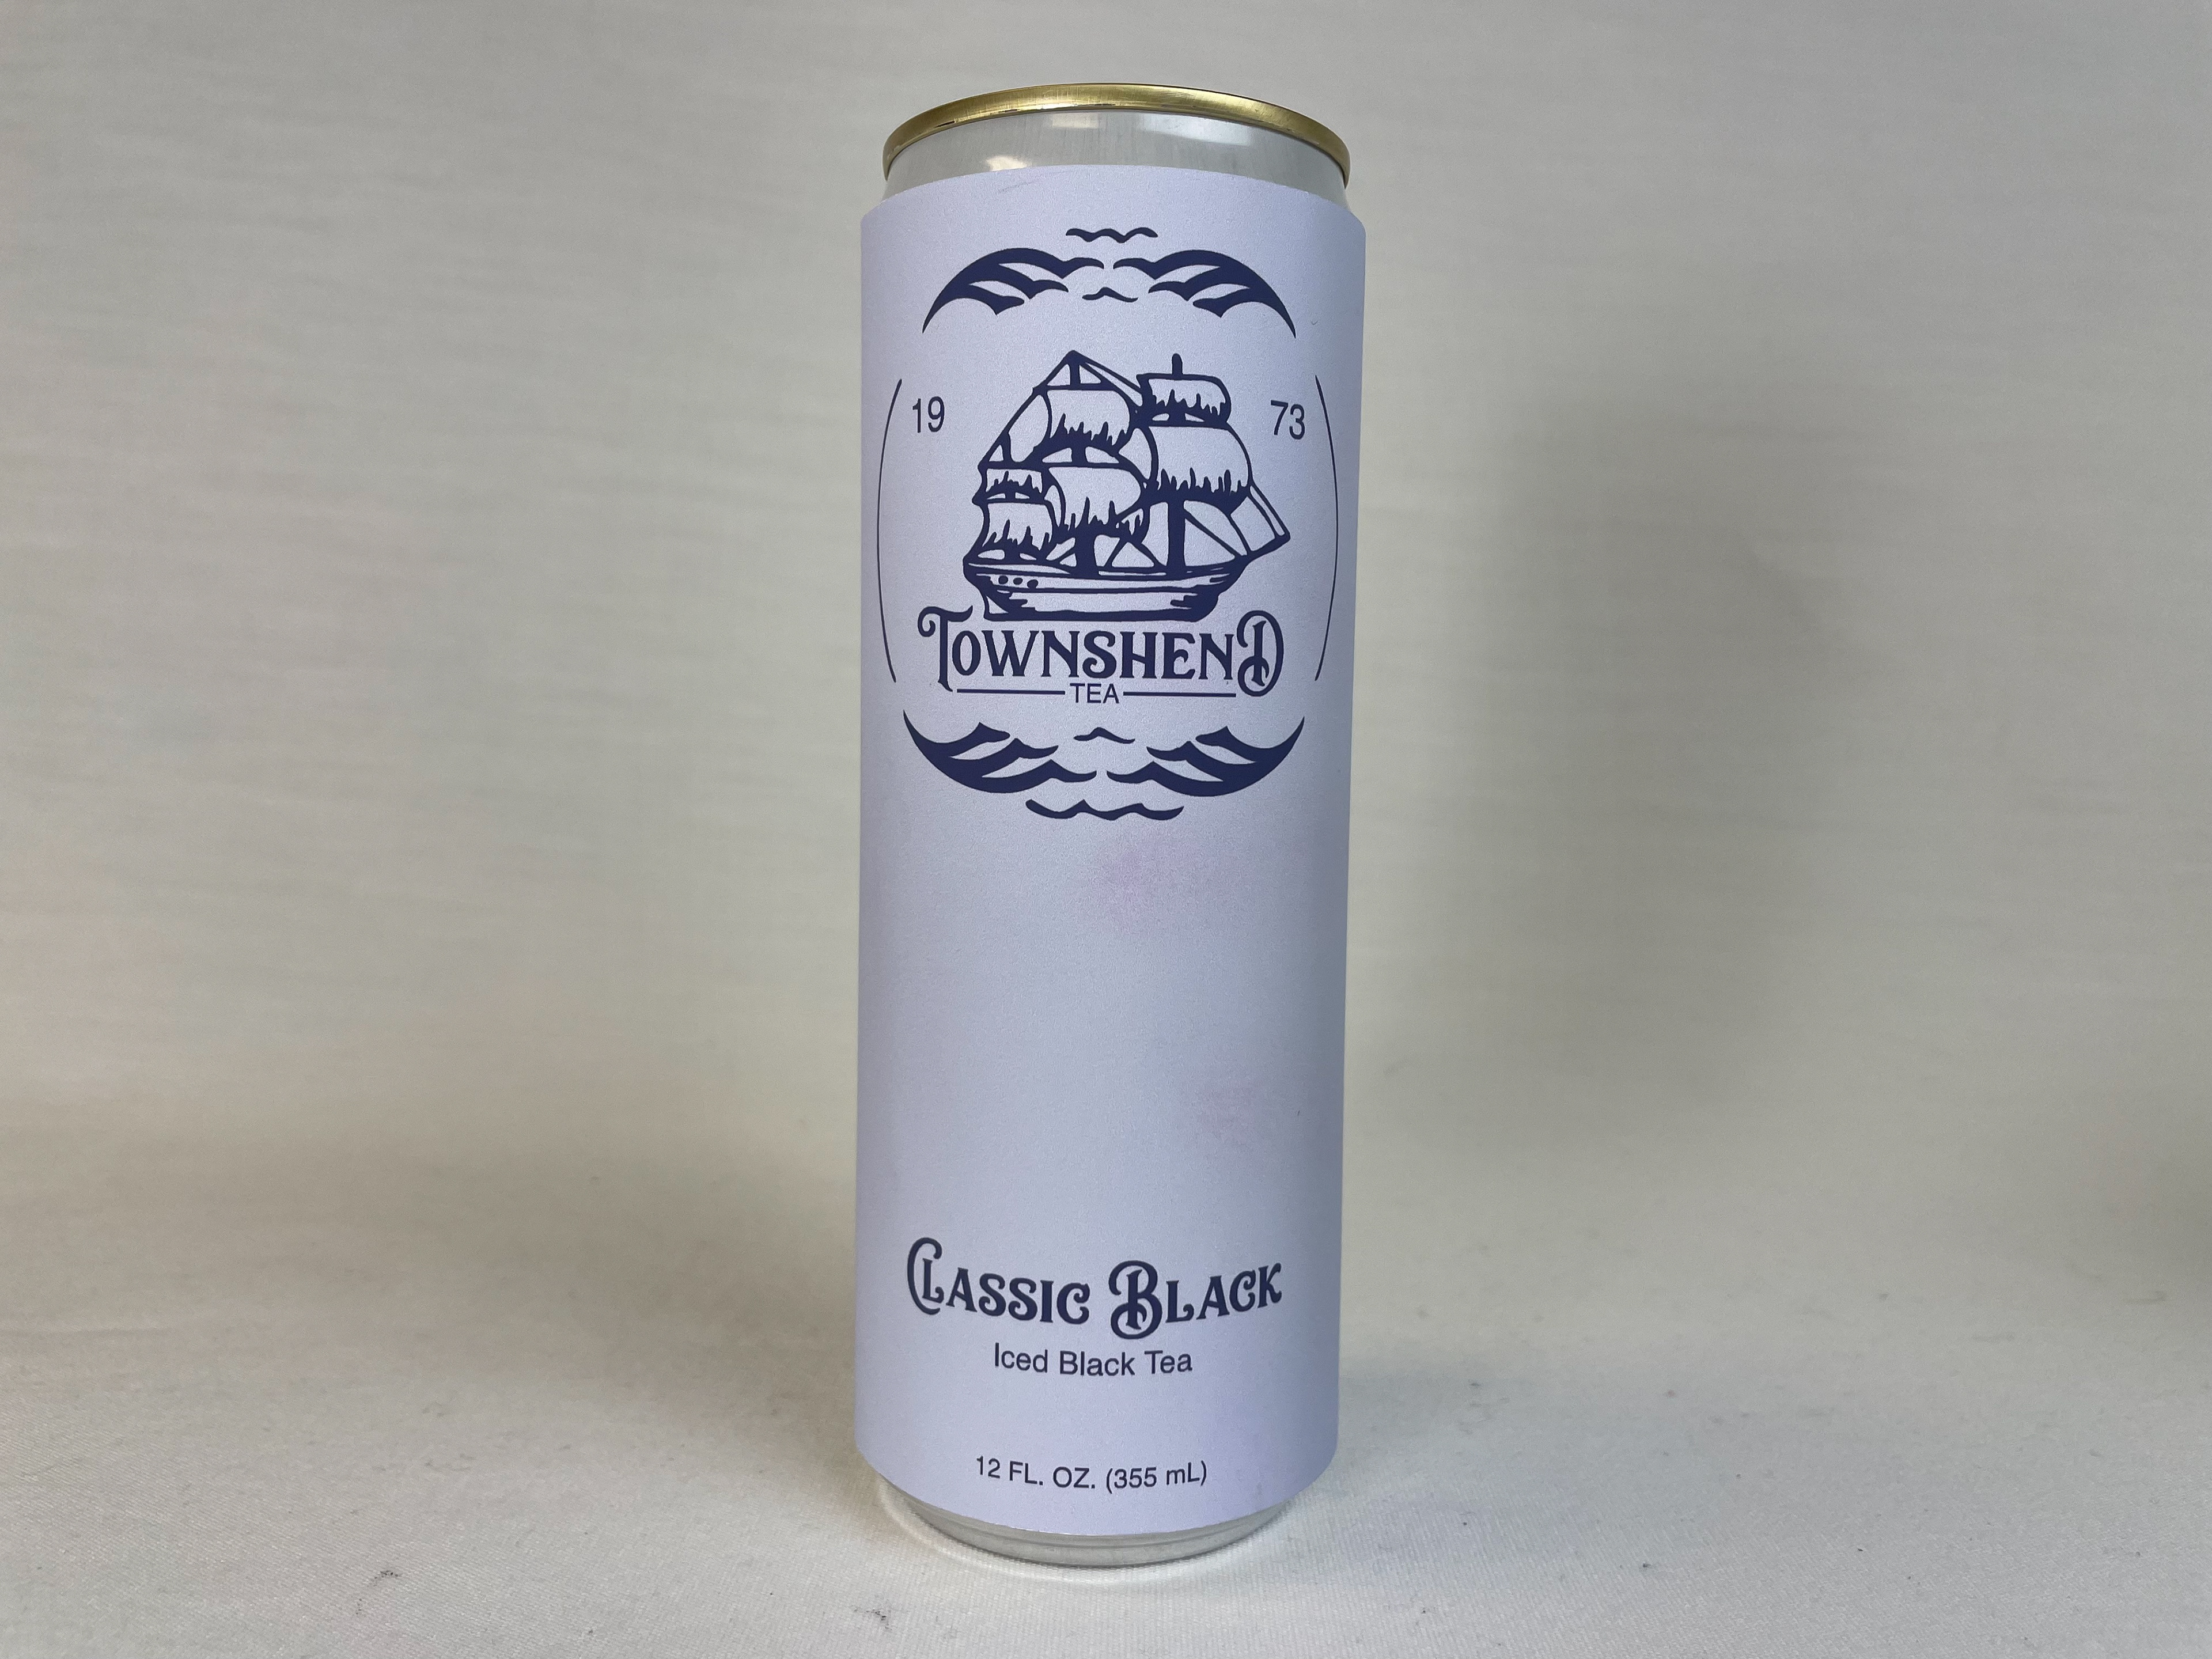 19 73
TOWNSHEND
TEA
CLASSIC BLACK
Iced Black Tea
12 FL. OZ. (355 mL)